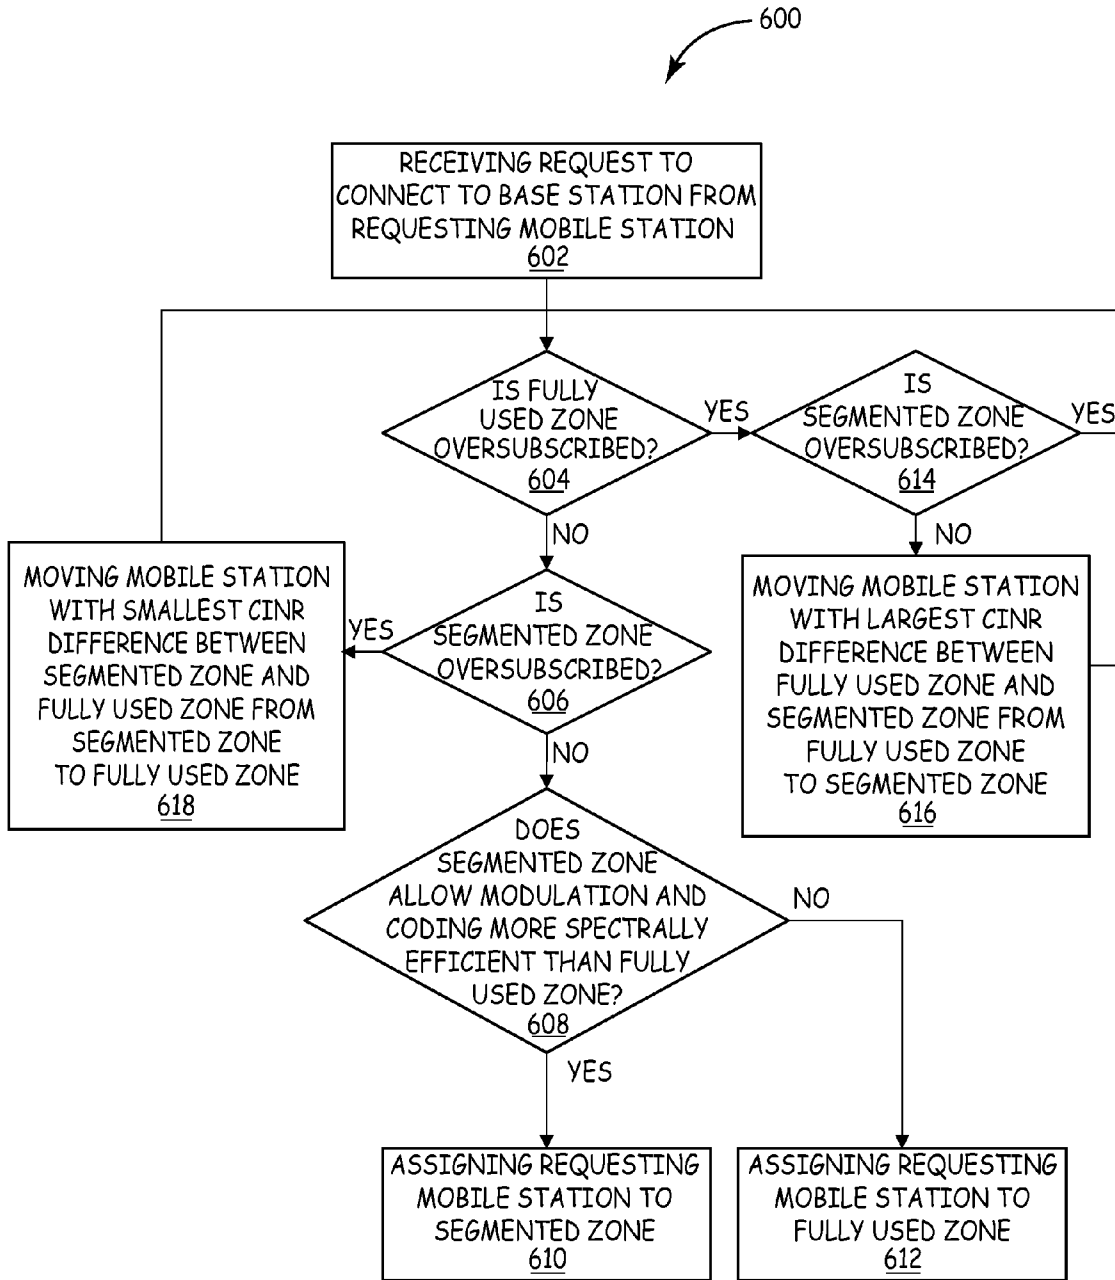 600
RECEIVING REQUEST TO
CONNECT TO BASE STATION FROM
REQUESTING MOBILE STATION
602
IS FULLY
USED ZONE
OVERSUBSCRIBED?
604
YES
IS
SEGMENTED ZONE
OVERSUBSCRIBED?
614
YES
NO
NO
MOVING MOBILE STATION
WITH SMALLEST CINR
DIFFERENCE BETWEEN
SEGMENTED ZONE AND
FULLY USED ZONE FROM
SEGMENTED ZONE
TO FULLY USED ZONE
618
YES
IS
SEGMENTED ZONE
OVERSUBSCRIBED?
606
MOVING MOBILE STATION
WITH LARGEST CINR
DIFFERENCE BETWEEN
FULLY USED ZONE AND
SEGMENTED ZONE FROM
FULLY USED ZONE
TO SEGMENTED ZONE
616
NO
DOES
SEGMENTED ZONE
ALLOW MODULATION AND
CODING MORE SPECTRALLY
EFFICIENT THAN FULLY
USED ZONE?
608
NO
YES
ASSIGNING REQUESTING
MOBILE STATION TO
SEGMENTED ZONE
610
ASSIGNING REQUESTING
MOBILE STATION TO
FULLY USED ZONE
612